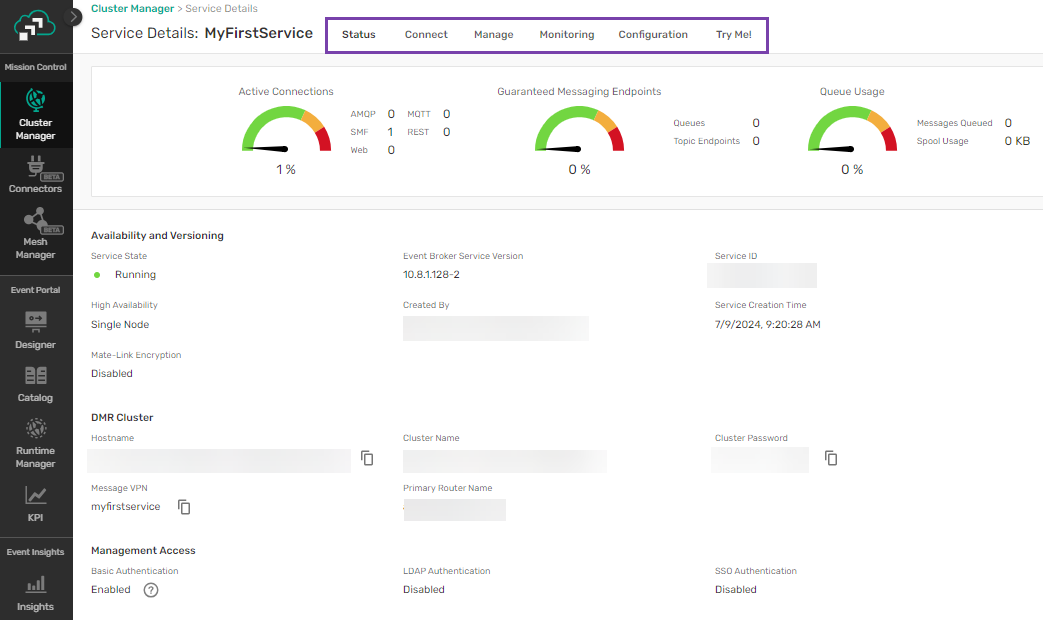 Cluster Manager > Service Details
Service Details: MyFirstService
Status Connect Manage Monitoring Configuration Try Me!
Mission Control
Cluster
Manager
Connectors
BETA
Mesh
Manager
BETA
Event Portal
Designer
Catalog
Runtime
Manager
KPI
Event Insights
Insights
Active Connections
AMQP 0 MQTT 0
SMF 1 REST 0
Web 0
1 %
Guaranteed Messaging Endpoints
Queues 0
Topic Endpoints 0
0 %
Queue Usage
Messages Queued 0
Spool Usage 0 KB
0 %
Availability and Versioning
Service State Event Broker Service Version Service ID
Running 10.8.1.128-2
High Availability Created By Service Creation Time
Single Node 7/9/2024, 9:20:28 AM
Mate-Link Encryption
Disabled
DMR Cluster
Hostname Cluster Name Cluster Password
Message VPN Primary Router Name
myfirstservice
Management Access
Basic Authentication LDAP Authentication SSO Authentication
Enabled ? Disabled Disabled